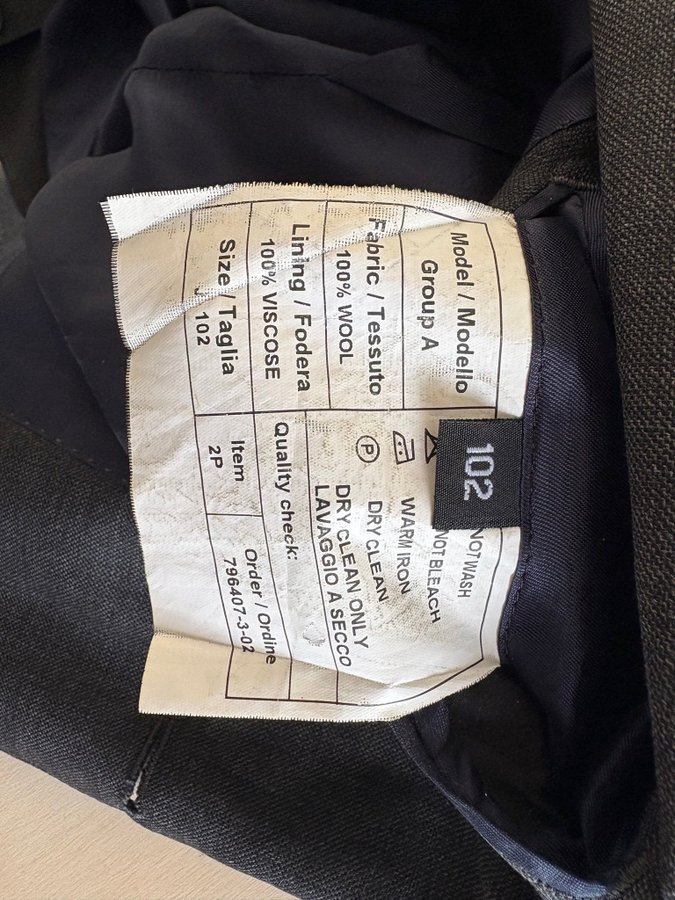 Model / Modello
Group A
Fabric / Tessuto
100% WOOL
Lining / Fodera
100% VISCOSE
Size / Taglia
102
102
NOT WASH
NOT BLEACH
WARM IRON
P
DRY CLEAN
DRY CLEAN ONLY
LAVAGGIO A SECCO
Quality check:
Item
2P
Order / Ordine
796407-3-02